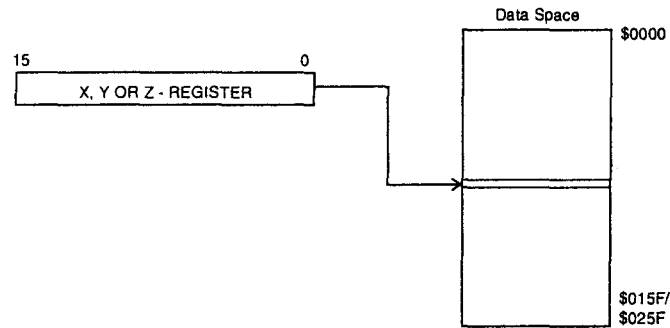 Data Space
$0000
15 0
X, Y OR Z - REGISTER
$015F/
$025F